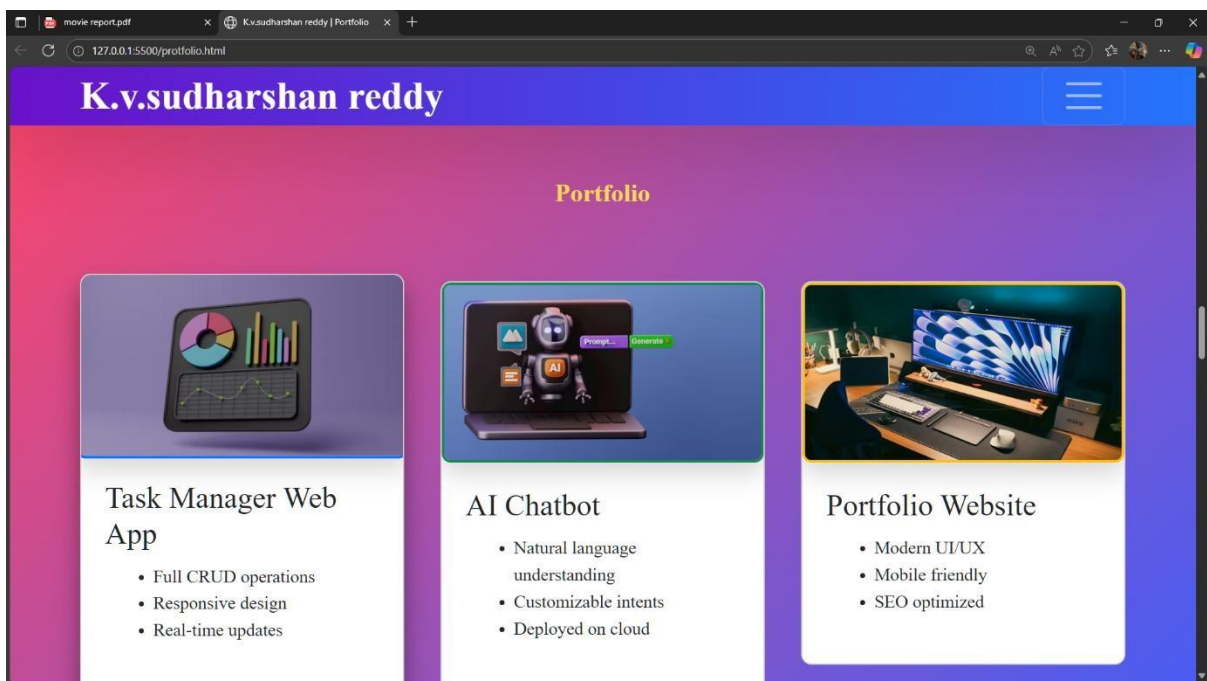 movie report.pdf
K.v.sudharshan reddy | Portfolio
127.0.0.1:5500/protfolio.html
K.v.sudharshan reddy
Portfolio
Prompt... Generate
AI
Task Manager Web
App
• Full CRUD operations
• Responsive design
• Real-time updates
AI Chatbot
• Natural language
understanding
• Customizable intents
• Deployed on cloud
Portfolio Website
• Modern UI/UX
• Mobile friendly
• SEO optimized